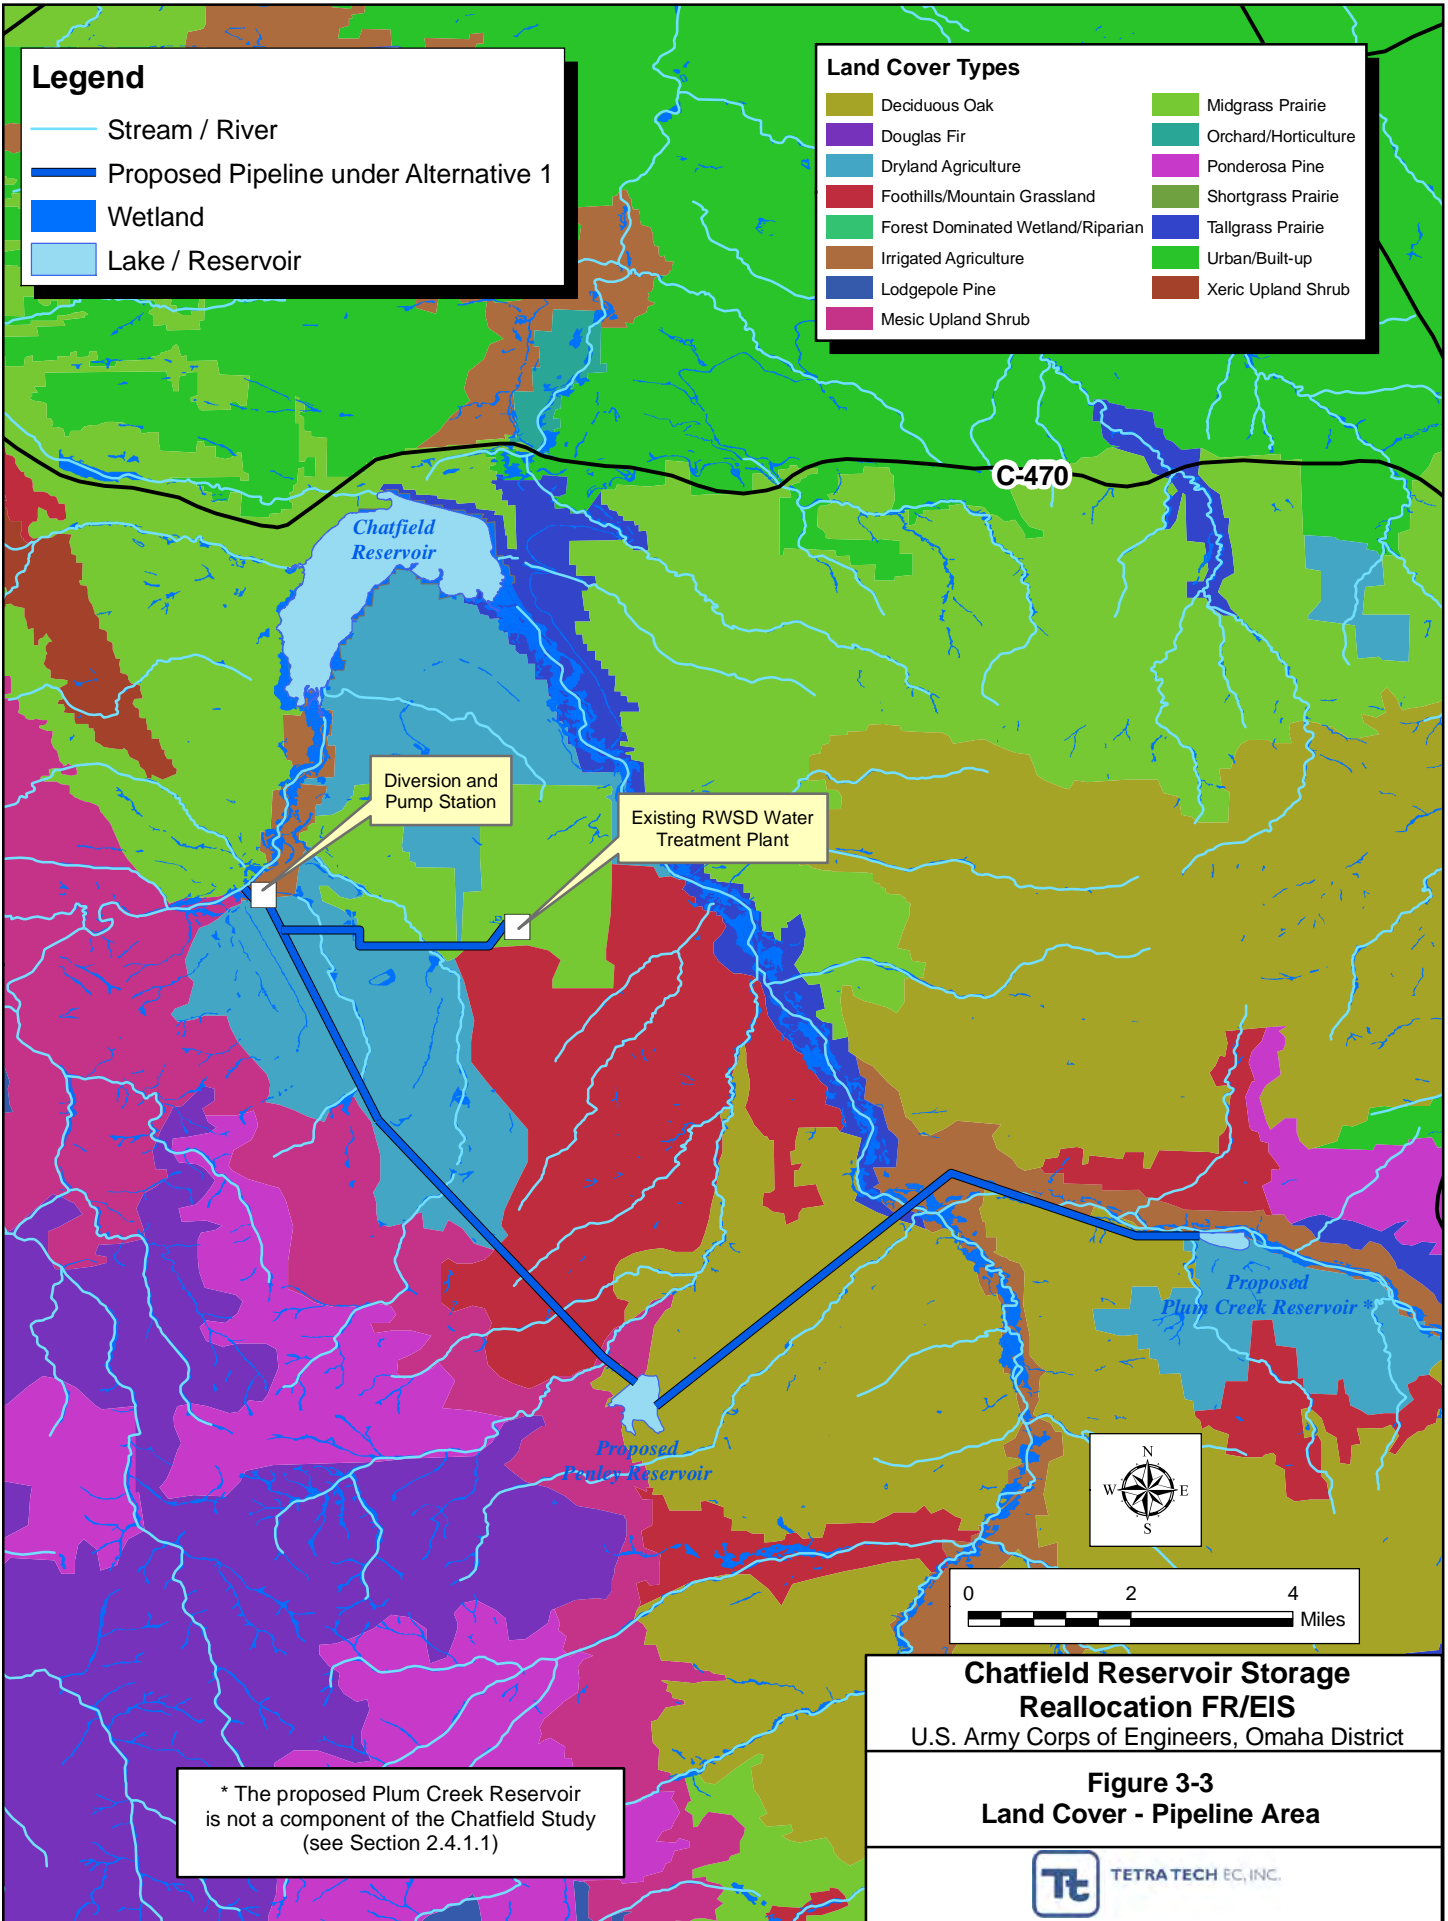 Legend
Stream / River
Proposed Pipeline under Alternative 1
Wetland
Lake / Reservoir
Land Cover Types
Deciduous Oak
Douglas Fir
Dryland Agriculture
Foothills/Mountain Grassland
Forest Dominated Wetland/Riparian
Irrigated Agriculture
Lodgepole Pine
Mesic Upland Shrub
Midgrass Prairie
Orchard/Horticulture
Ponderosa Pine
Shortgrass Prairie
Tallgrass Prairie
Urban/Built-up
Xeric Upland Shrub
C-470
Chatfield
Reservoir
Diversion and
Pump Station
Existing RWSD Water
Treatment Plant
Proposed
Plum Creek Reservoir *
Proposed
Penley Reservoir
N
W E
S
0 2 4
Miles
* The proposed Plum Creek Reservoir
is not a component of the Chatfield Study
(see Section 2.4.1.1)
Chatfield Reservoir Storage
Reallocation FR/EIS
U.S. Army Corps of Engineers, Omaha District
Figure 3-3
Land Cover - Pipeline Area
Tt
TETRA TECH EC, INC.